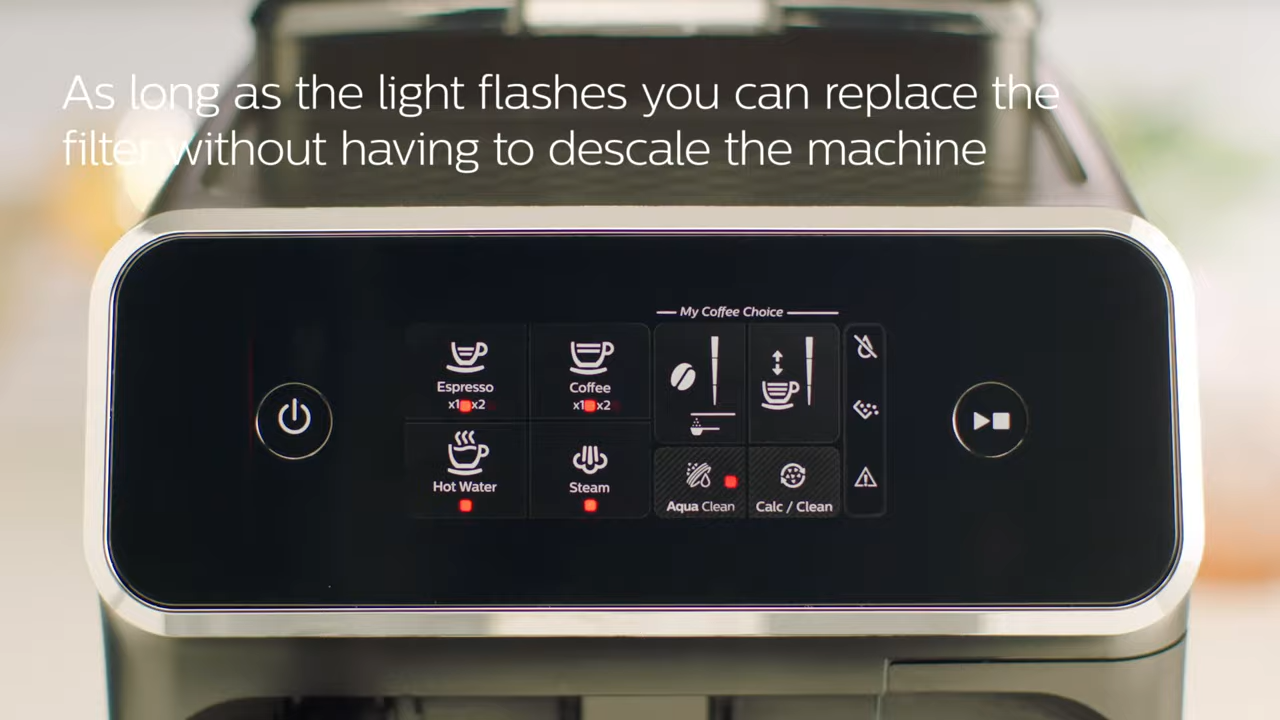 As long as the light flashes you can replace the
filter without having to descale the machine
My Coffee Choice
Espresso
x1 x2
Coffee
x1 x2
Hot Water
Steam
Aqua Clean
Calc / Clean